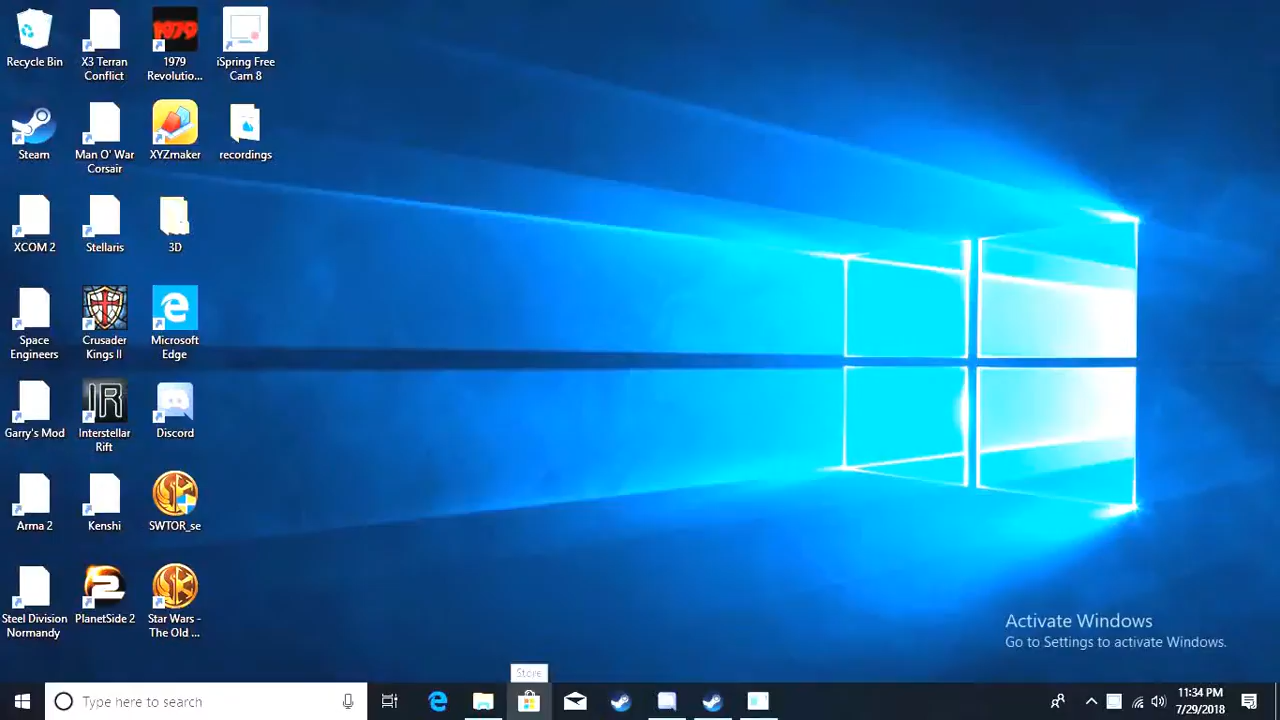 Recycle Bin
X3 Terran
Conflict
1979
1979
Revolutio...
iSpring Free
Cam 8
Steam
Man O' War
Corsair
XYZmaker
recordings
XCOM 2
Stellaris
3D
Space
Engineers
Crusader
Kings II
Microsoft
Edge
Garry's Mod
IR
Interstellar
Rift
Discord
Arma 2
Kenshi
SWTOR_se
Steel Division
Normandy
2
PlanetSide 2
Star Wars -
The Old ...
Activate Windows
Go to Settings to activate Windows.
Store
Type here to search
11:34 PM
7/29/2018